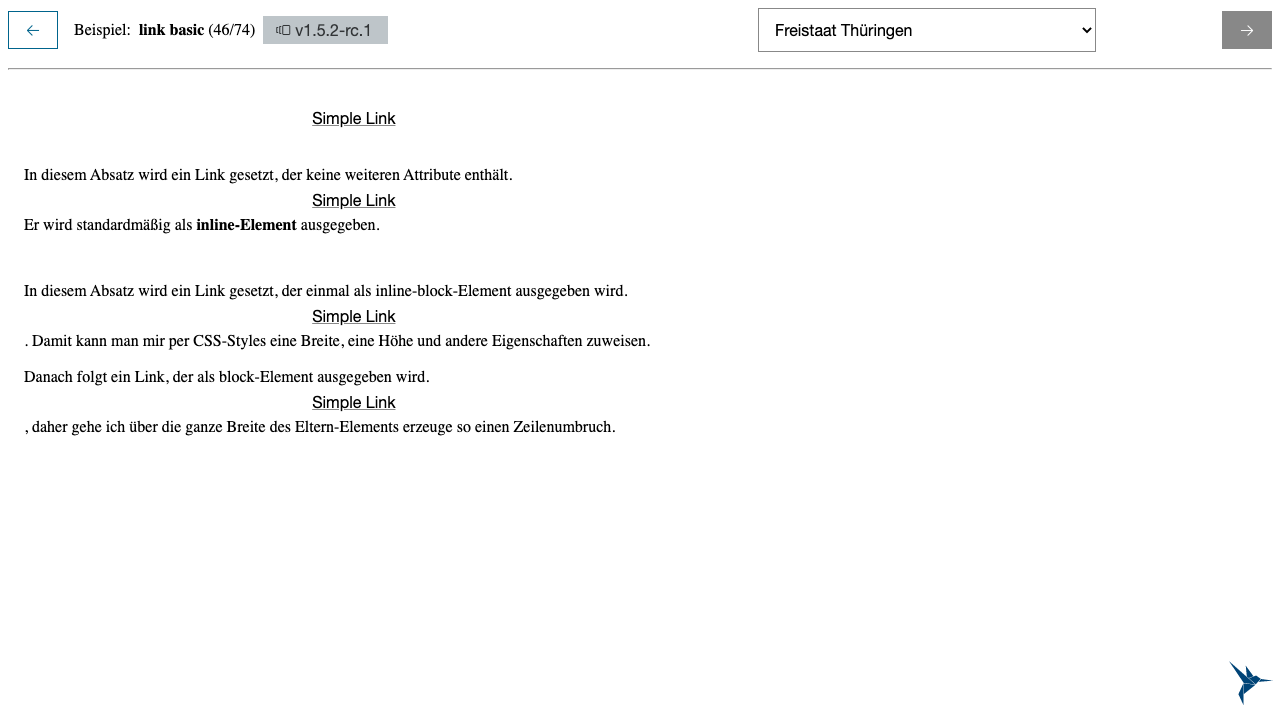 Beispiel: link basic (46/74) v1.5.2-rc.1 Freistaat Thüringen
Simple Link
In diesem Absatz wird ein Link gesetzt, der keine weiteren Attribute enthält.
Simple Link
Er wird standardmäßig als inline-Element ausgegeben.
In diesem Absatz wird ein Link gesetzt, der einmal als inline-block-Element ausgegeben wird.
Simple Link
. Damit kann man mir per CSS-Styles eine Breite, eine Höhe und andere Eigenschaften zuweisen.
Danach folgt ein Link, der als block-Element ausgegeben wird.
Simple Link
, daher gehe ich über die ganze Breite des Eltern-Elements erzeuge so einen Zeilenumbruch.